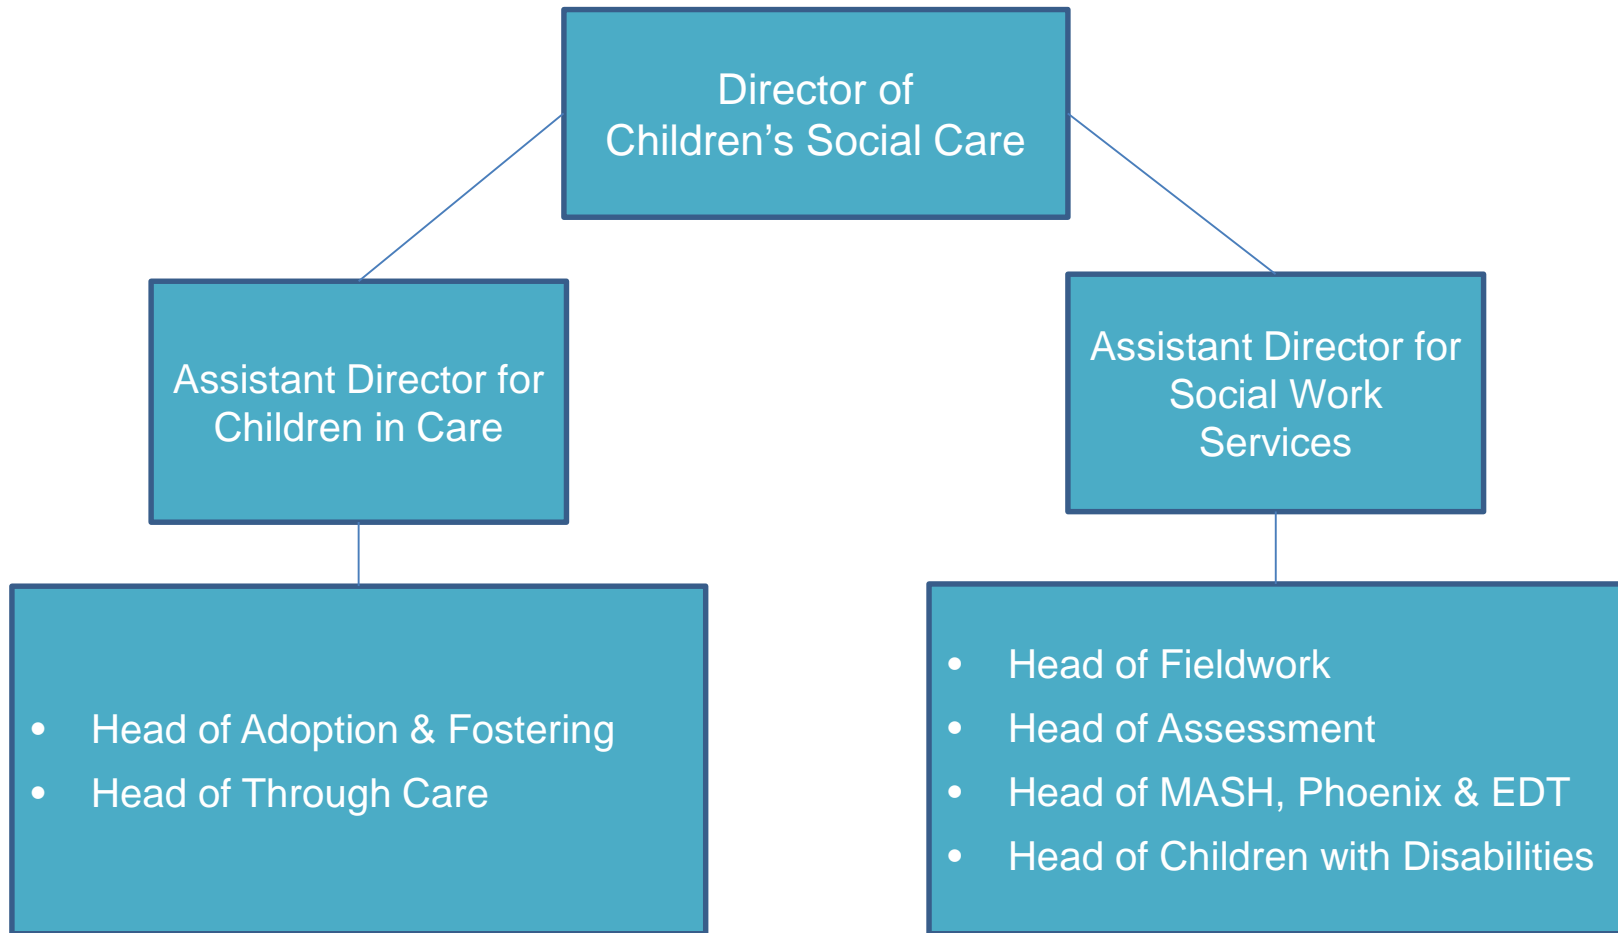 Director of
Children’s Social Care
Assistant Director for
Children in Care
Assistant Director for
Social Work
Services
• Head of Adoption & Fostering
• Head of Through Care
• Head of Fieldwork
• Head of Assessment
• Head of MASH, Phoenix & EDT
• Head of Children with Disabilities